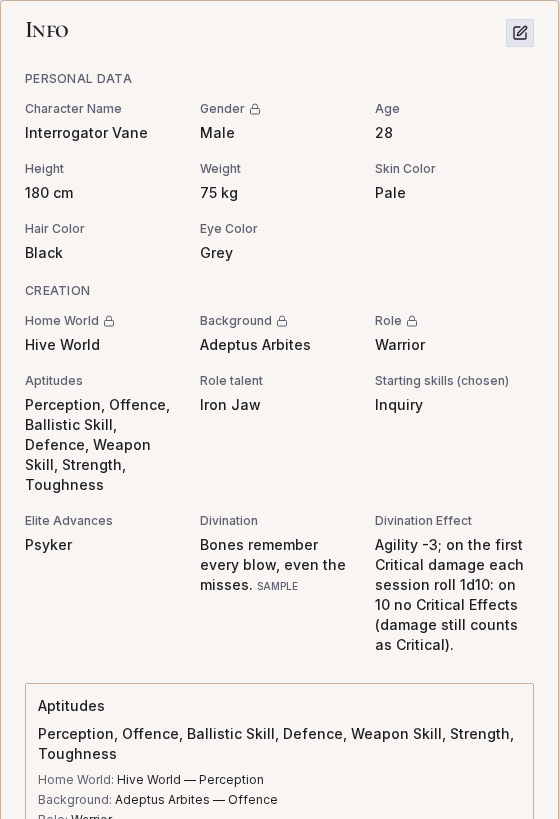 Info
PERSONAL DATA
Character Name
Gender
Age
Interrogator Vane
Male
28
Height
Weight
Skin Color
180 cm
75 kg
Pale
Hair Color
Eye Color
Black
Grey
CREATION
Home World
Background
Role
Hive World
Adeptus Arbites
Warrior
Aptitudes
Role talent
Starting skills (chosen)
Perception, Offence,
Ballistic Skill,
Defence, Weapon
Skill, Strength,
Toughness
Iron Jaw
Inquiry
Elite Advances
Divination
Divination Effect
Psyker
Bones remember
every blow, even the
misses. SAMPLE
Agility -3; on the first
Critical damage each
session roll 1d10: on
10 no Critical Effects
(damage still counts
as Critical).
Aptitudes
Perception, Offence, Ballistic Skill, Defence, Weapon Skill, Strength,
Toughness
Home World: Hive World — Perception
Background: Adeptus Arbites — Offence
Role: Warrior